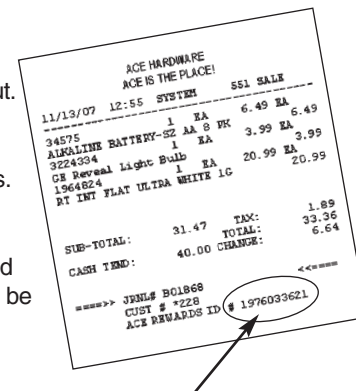 ut.
s.
d
be
ACE HARDWARE
ACE IS THE PLACE!
11/13/07 12:55 SYSTEM 551 SALE
34575 1 EA 6.49 EA
ALKALINE BATTERY-S2 AA 8 PK 6.49
3224334 1 EA 3.99 EA
GE Reveal Light Bulb 3.99
1964824 1 EA 20.99 EA
RT INT FLAT ULTRA WHITE 1G 20.99
SUB-TOTAL: 31.47 TAX: 1.89
TOTAL: 33.36
CASH TEND: 40.00 CHANGE: 6.64
====>> JRNL# B01868 <<====
CUST # *228
ACE REWARDS ID # 1976033621